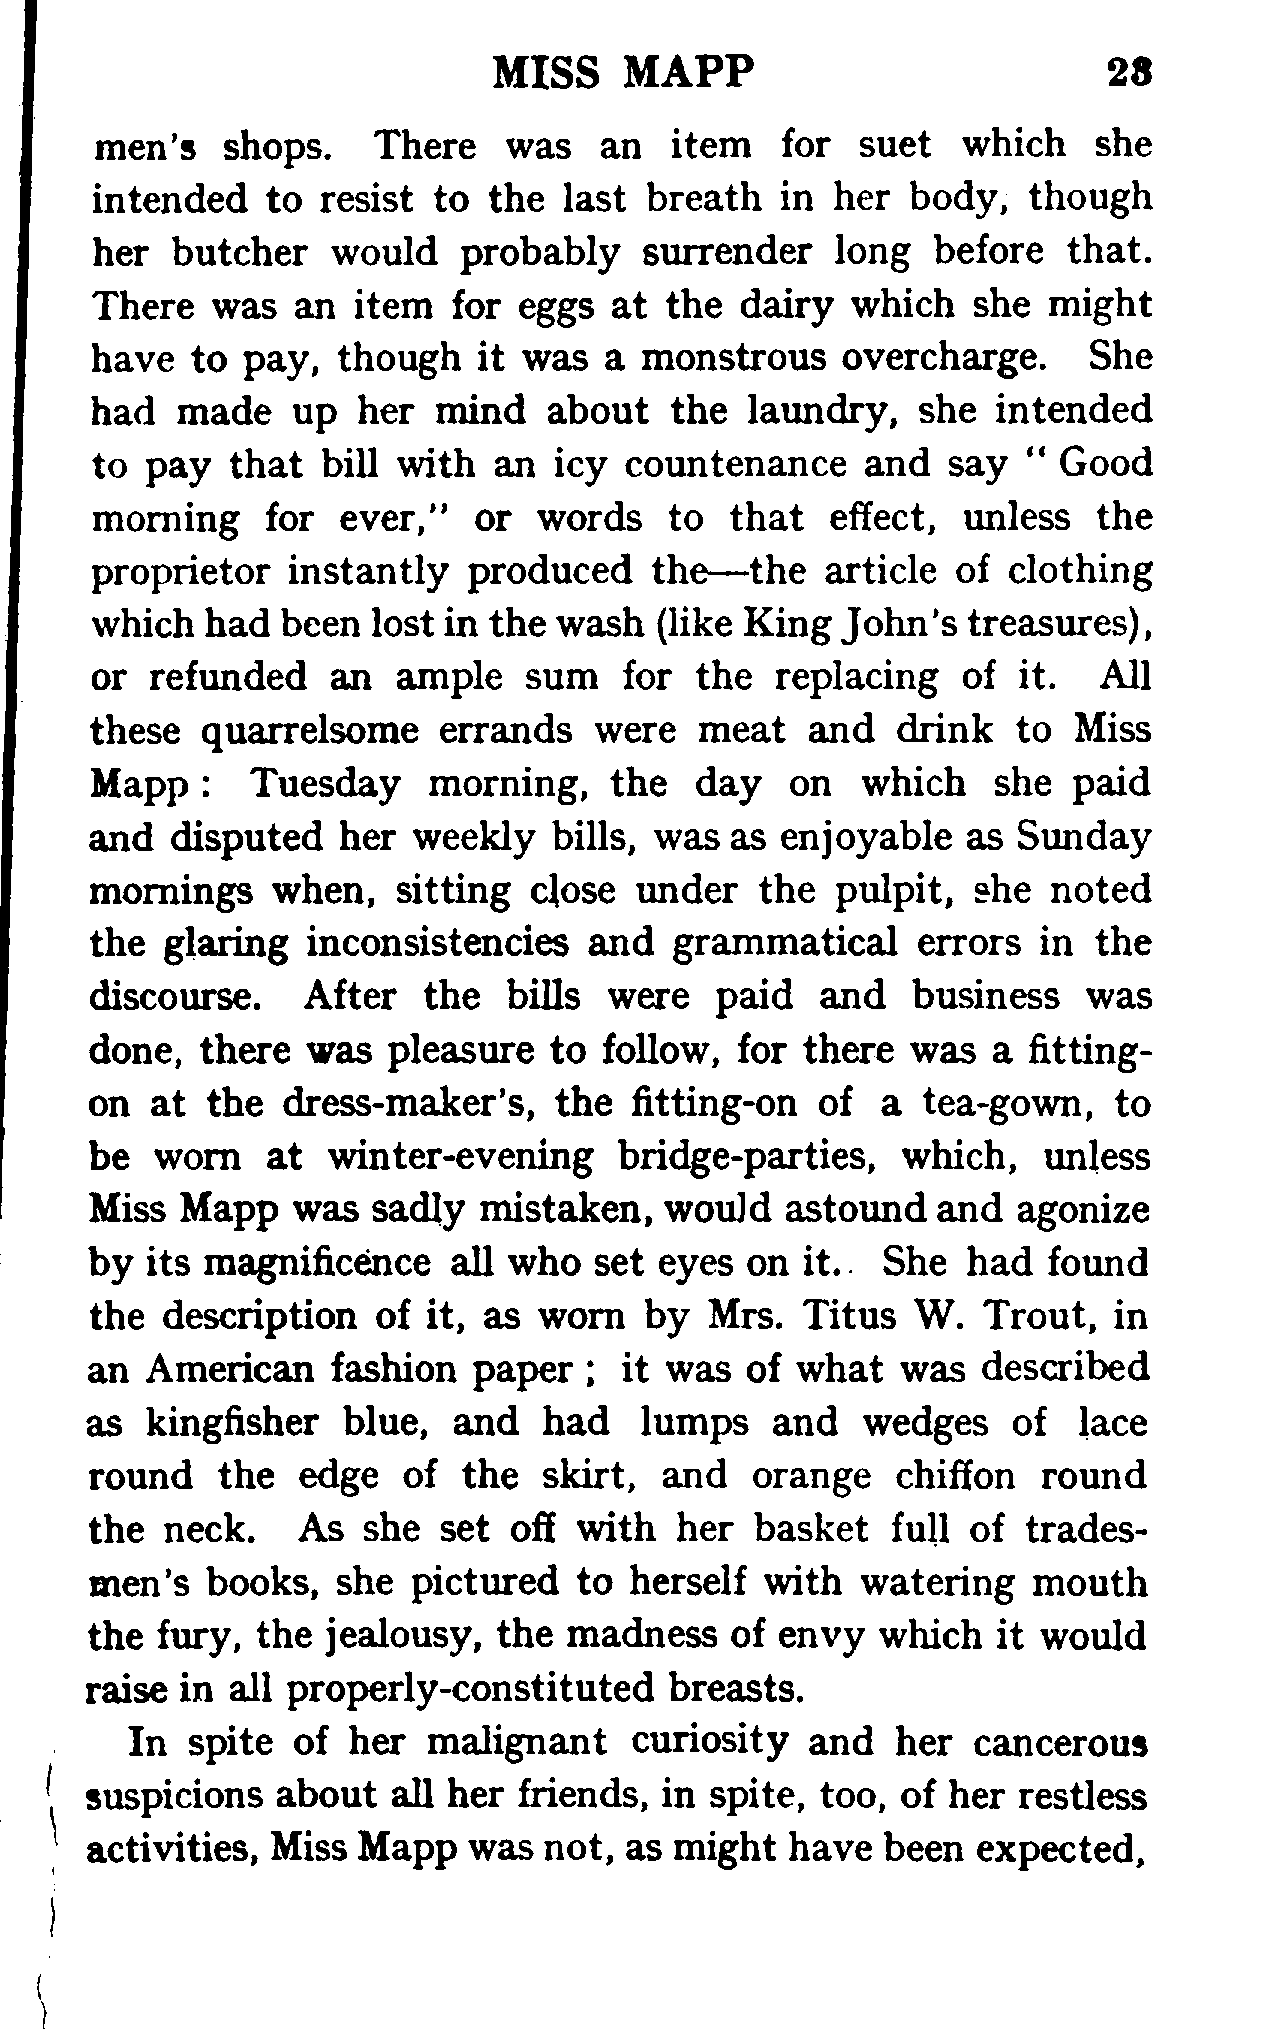 MISS MAPP 23
men's shops. There was an item for suet which she
intended to resist to the last breath in her body, though
her butcher would probably surrender long before that.
There was an item for eggs at the dairy which she might
have to pay, though it was a monstrous overcharge. She
had made up her mind about the laundry, she intended
to pay that bill with an icy countenance and say “ Good
morning for ever,” or words to that effect, unless the
proprietor instantly produced the—the article of clothing
which had been lost in the wash (like King John's treasures),
or refunded an ample sum for the replacing of it. All
these quarrelsome errands were meat and drink to Miss
Mapp : Tuesday morning, the day on which she paid
and disputed her weekly bills, was as enjoyable as Sunday
mornings when, sitting close under the pulpit, she noted
the glaring inconsistencies and grammatical errors in the
discourse. After the bills were paid and business was
done, there was pleasure to follow, for there was a fitting-
on at the dress-maker's, the fitting-on of a tea-gown, to
be worn at winter-evening bridge-parties, which, unless
Miss Mapp was sadly mistaken, would astound and agonize
by its magnificence all who set eyes on it. She had found
the description of it, as worn by Mrs. Titus W. Trout, in
an American fashion paper ; it was of what was described
as kingfisher blue, and had lumps and wedges of lace
round the edge of the skirt, and orange chiffon round
the neck. As she set off with her basket full of trades-
men's books, she pictured to herself with watering mouth
the fury, the jealousy, the madness of envy which it would
raise in all properly-constituted breasts.
In spite of her malignant curiosity and her cancerous
suspicions about all her friends, in spite, too, of her restless
activities, Miss Mapp was not, as might have been expected,